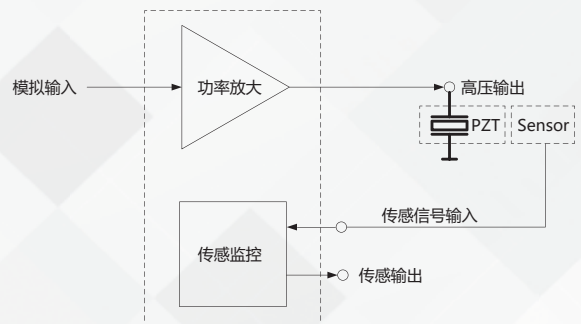 模拟输入
功率放大
高压输出
PZT
Sensor
传感信号输入
传感监控
传感输出